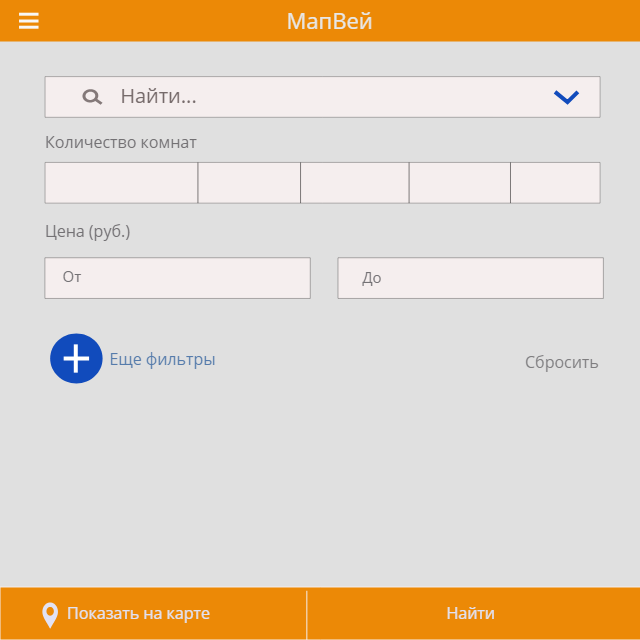 МапВей
Найти...
Количество комнат
Цена (руб.)
От
До
Еще фильтры
Сбросить
Показать на карте
Найти